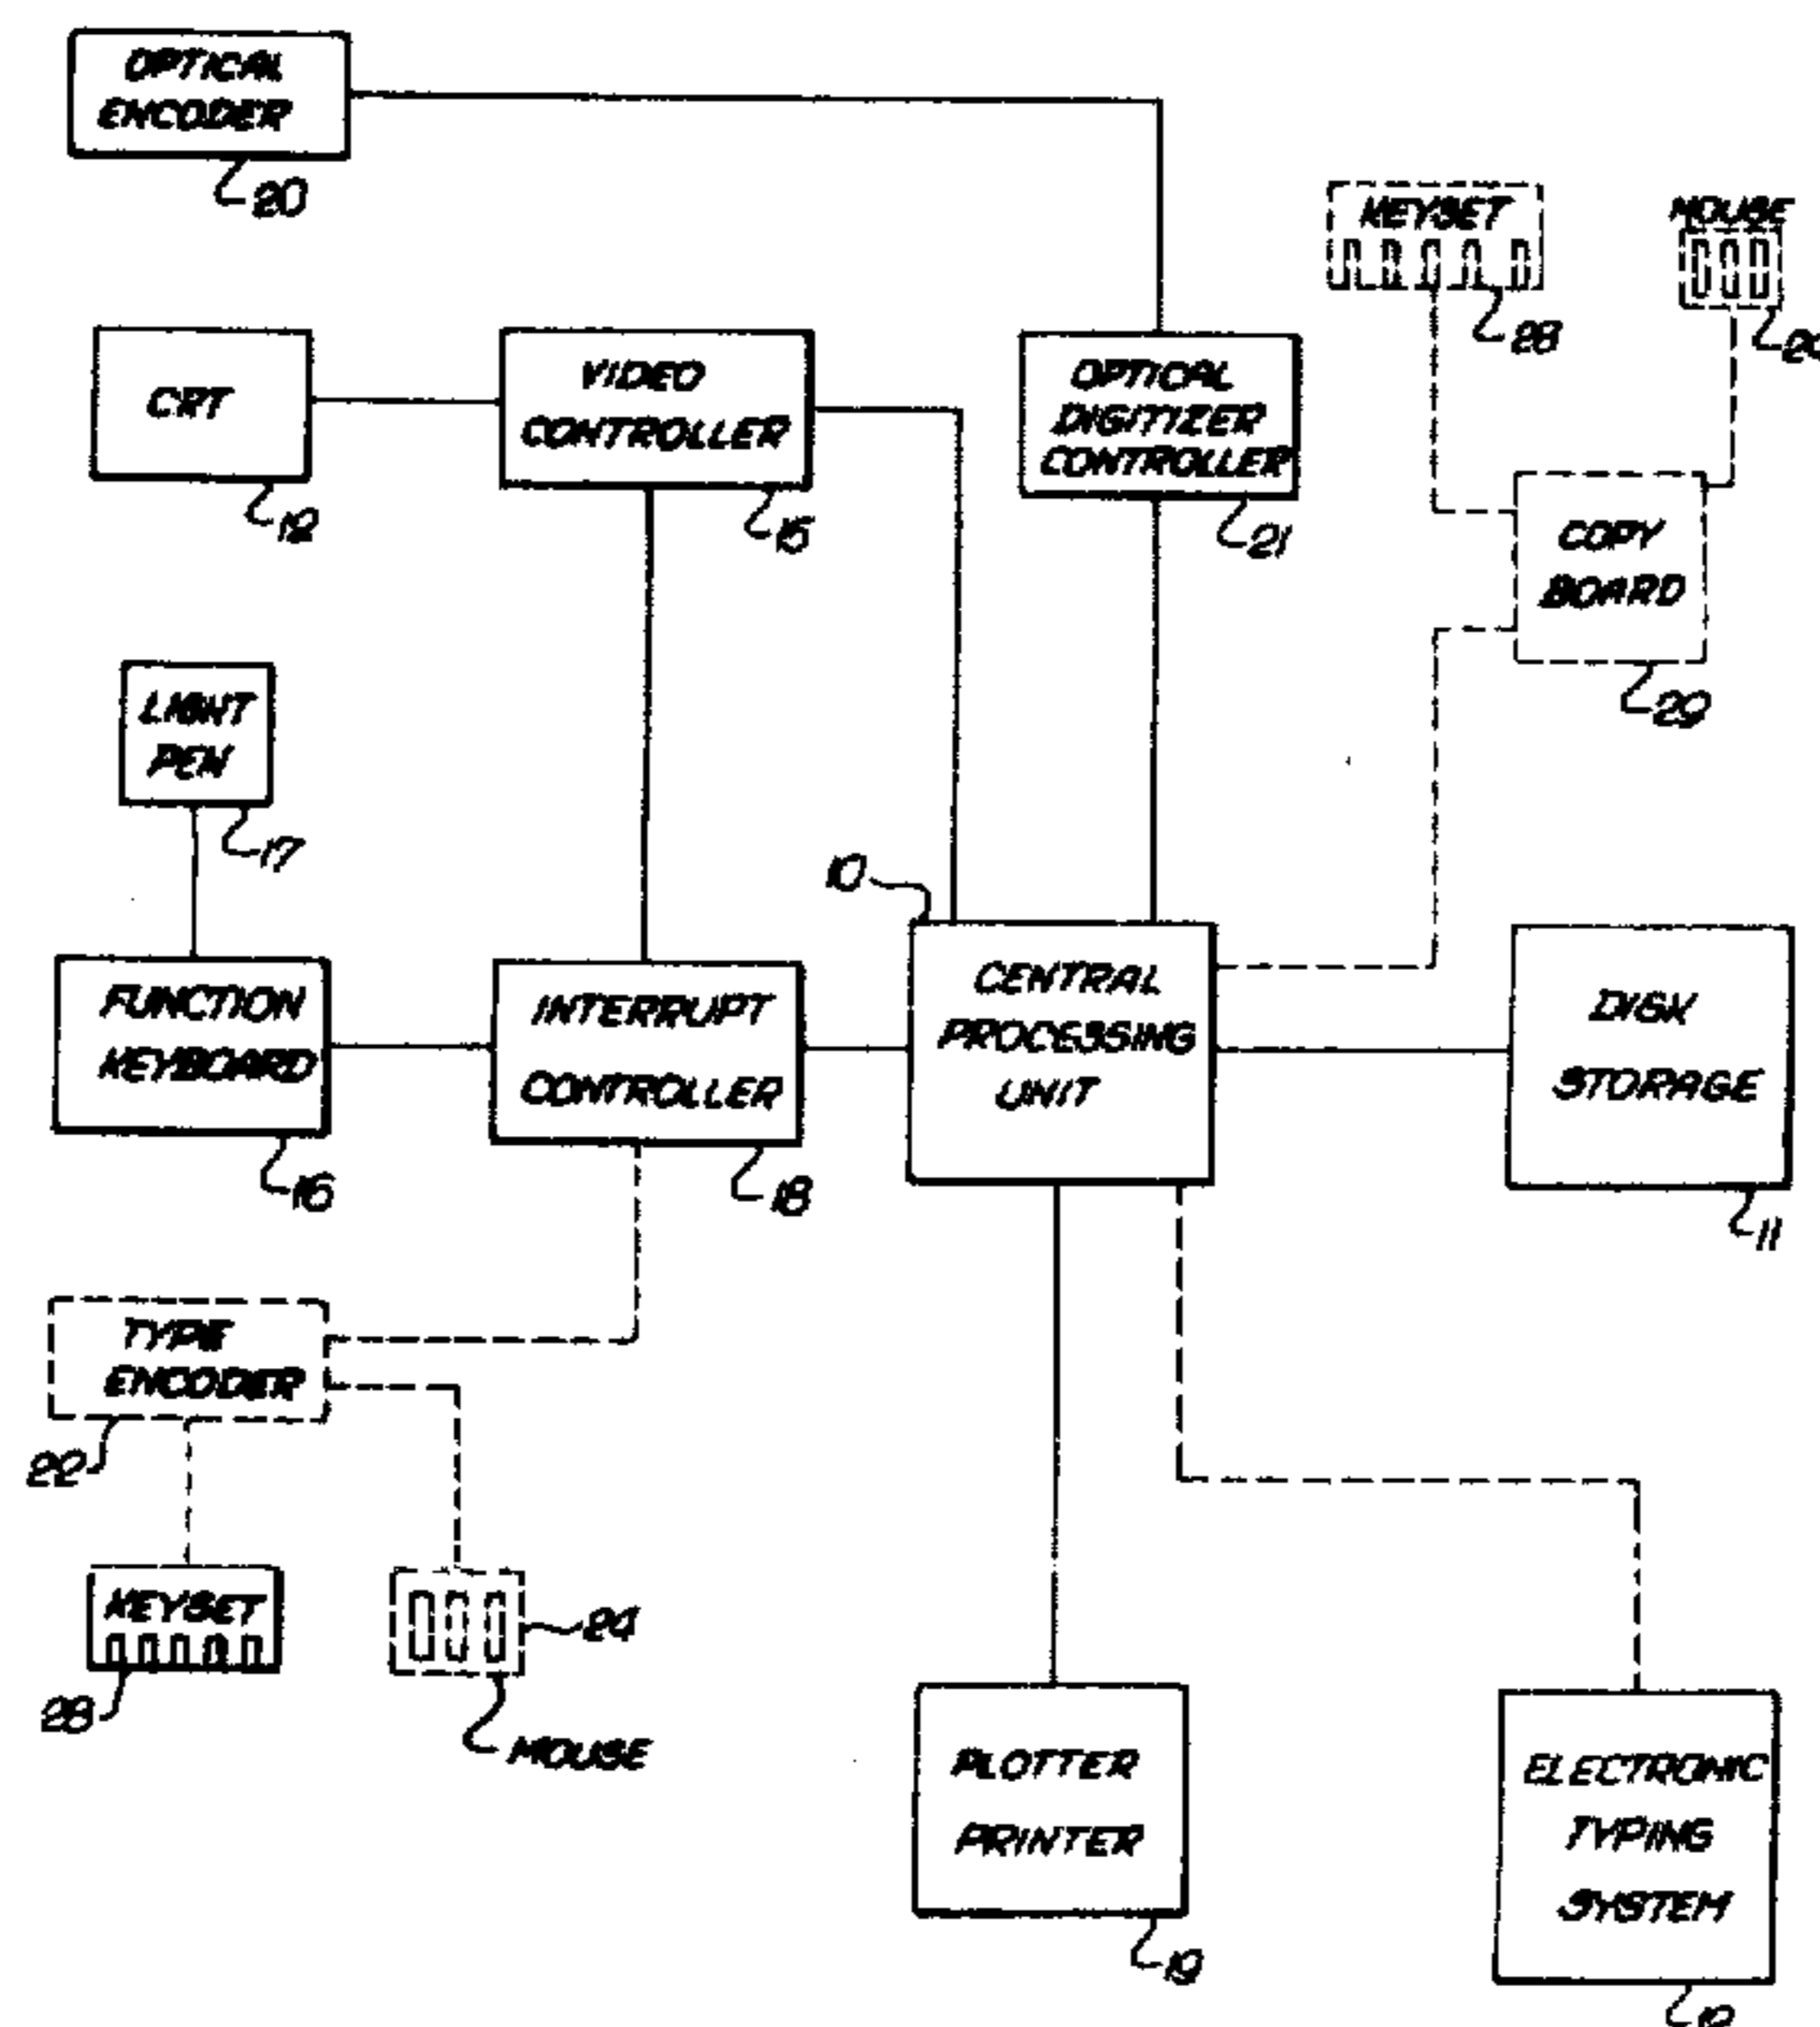 OPTICAL
ENCODER
20
KEYSET
28
MOUSE
CRT
VIDEO
CONTROLLER
15
OPTICAL
DIGITIZER
CONTROLLER
21
COPY
BOARD
29
LIGHT
PEN
17
10
FUNCTION
KEYBOARD
16
INTERRUPT
CONTROLLER
18
CENTRAL
PROCESSING
UNIT
DISK
STORAGE
11
TYPE
ENCODER
22
KEYSET
24
MOUSE
PLOTTER
PRINTER
19
ELECTRONIC
TYPING
SYSTEM